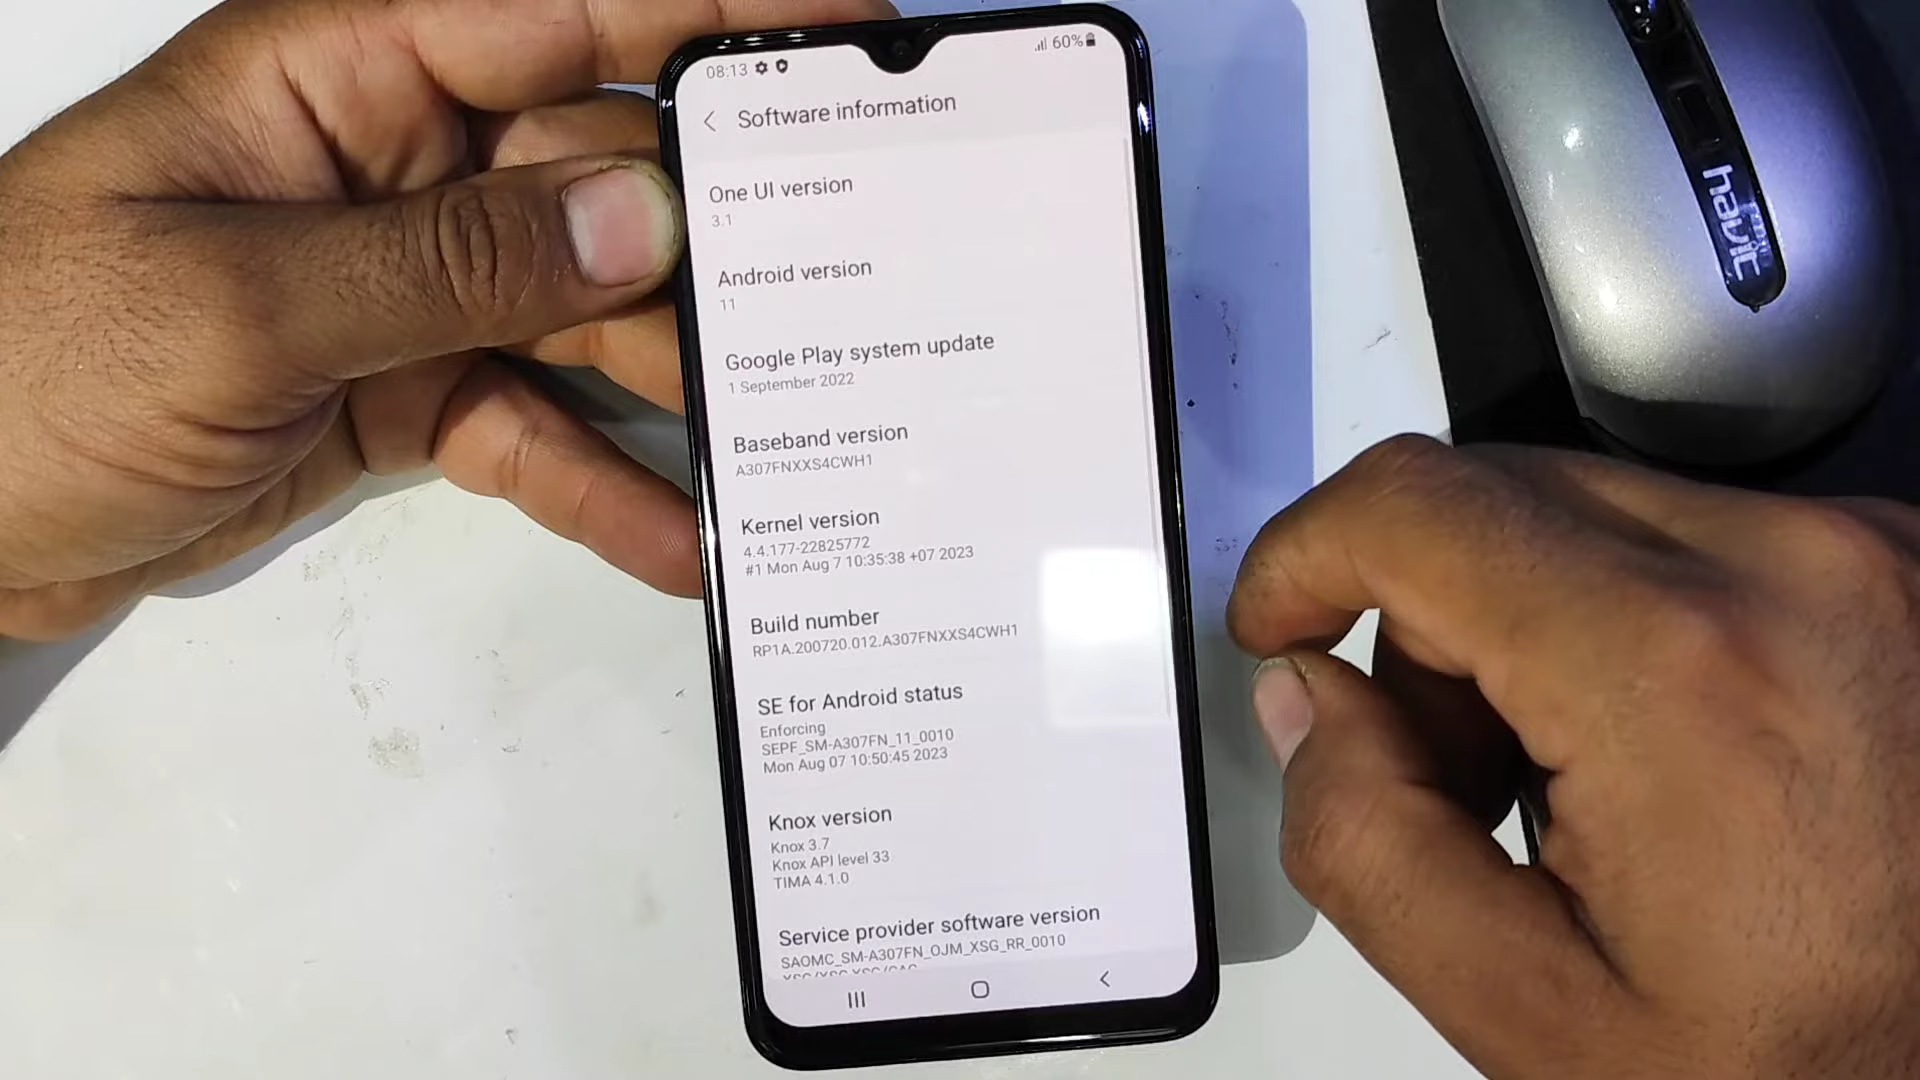 08:13
60%
Software information
One UI version
3.1
Android version
11
Google Play system update
1 September 2022
Baseband version
A307FNXXS4CWH1
Kernel version
4.4.177-22825772
#1 Mon Aug 7 10:35:38 +07 2023
Build number
RP1A.200720.012.A307FNXXS4CWH1
SE for Android status
Enforcing
SEPF_SM-A307FN_11_0010
Mon Aug 07 10:50:45 2023
Knox version
Knox 3.7
Knox API level 33
TIMA 4.1.0
Service provider software version
SAOMC_SM-A307FN_OJM_XSG_RR_0010
havic